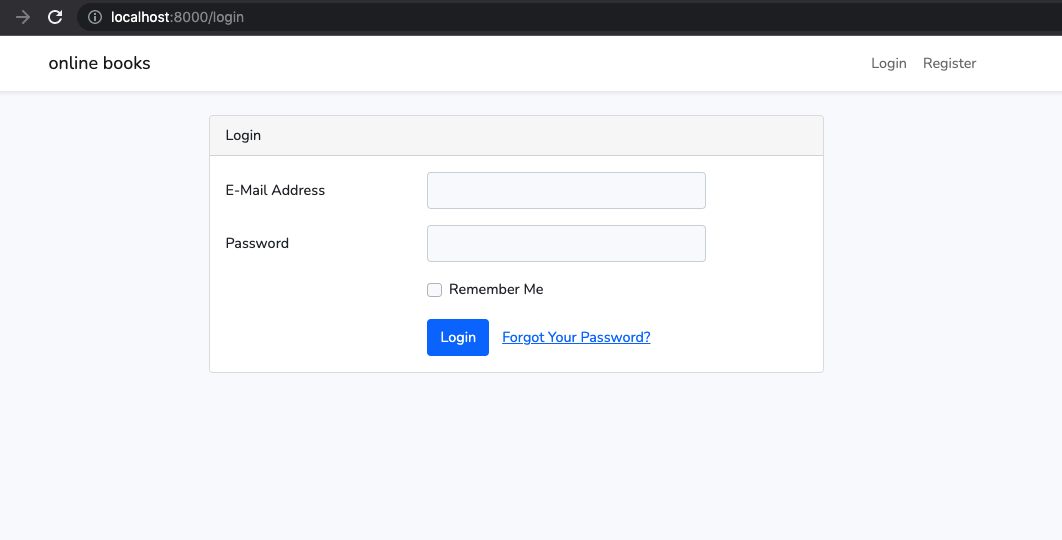 localhost:8000/login
online books
Login Register
Login
E-Mail Address
Password
Remember Me
Login Forgot Your Password?